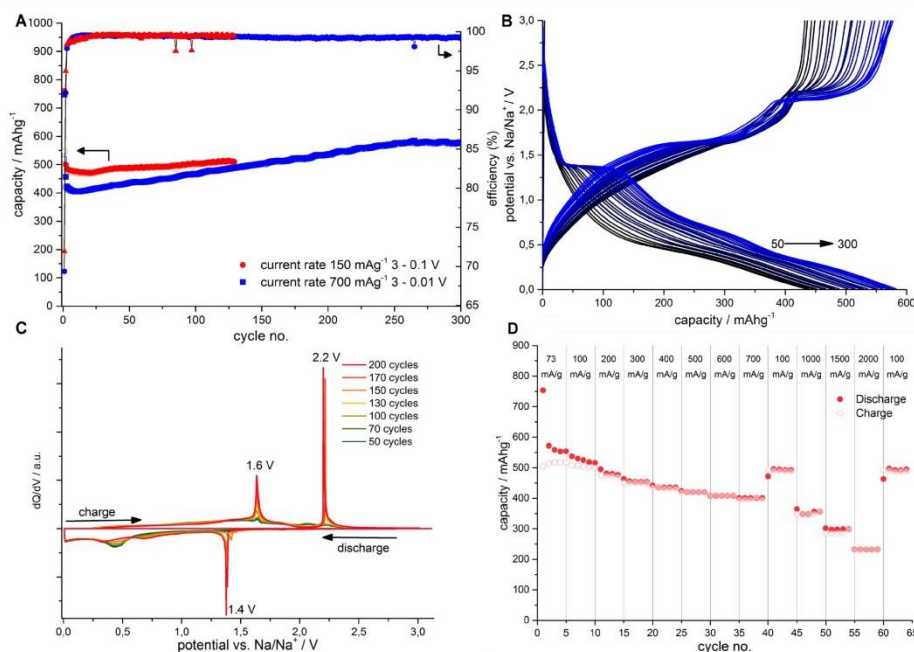 A
1000
900
800
700
600
500
400
300
200
100
0
capacity / mAhg⁻¹
100
95
90
85
80
75
70
65
efficiency (%)
current rate 150 mAg⁻¹ 3 - 0.1 V
current rate 700 mAg⁻¹ 3 - 0.01 V
0 50 100 150 200 250 300
cycle no.
B
3,0
2,5
2,0
1,5
1,0
0,5
0,0
potential vs. Na/Na⁺ / V
50 300
0 100 200 300 400 500 600
capacity / mAhg⁻¹
C
2.2 V
200 cycles
170 cycles
150 cycles
130 cycles
100 cycles
70 cycles
50 cycles
1.6 V
dQ/dV / a.u.
charge
discharge
1.4 V
0,0 0,5 1,0 1,5 2,0 2,5 3,0
potential vs. Na/Na⁺ / V
D
900
800
700
600
500
400
300
200
100
0
capacity / mAhg⁻¹
73 100 200 300 400 500 600 700 100 1000 1500 2000 100
mA/g mA/g mA/g mA/g mA/g mA/g mA/g mA/g mA/g mA/g mA/g mA/g mA/g
Discharge
Charge
0 5 10 15 20 25 30 35 40 45 50 55 60 65
cycle no.